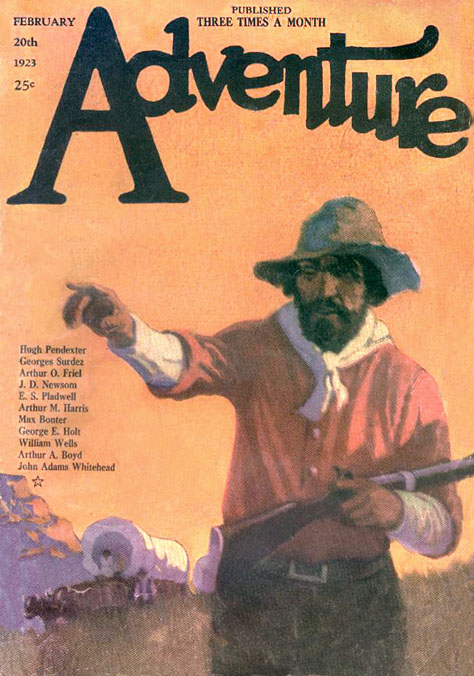 PUBLISHED
THREE TIMES A MONTH
FEBRUARY
20th
1923
25c
Adventure
Hugh Pendexter
Georges Surdez
Arthur O. Friel
J. D. Newsom
E. S. Pladwell
Arthur M. Harris
Max Bonter
George E. Holt
William Wells
Arthur A. Boyd
John Adams Whitehead